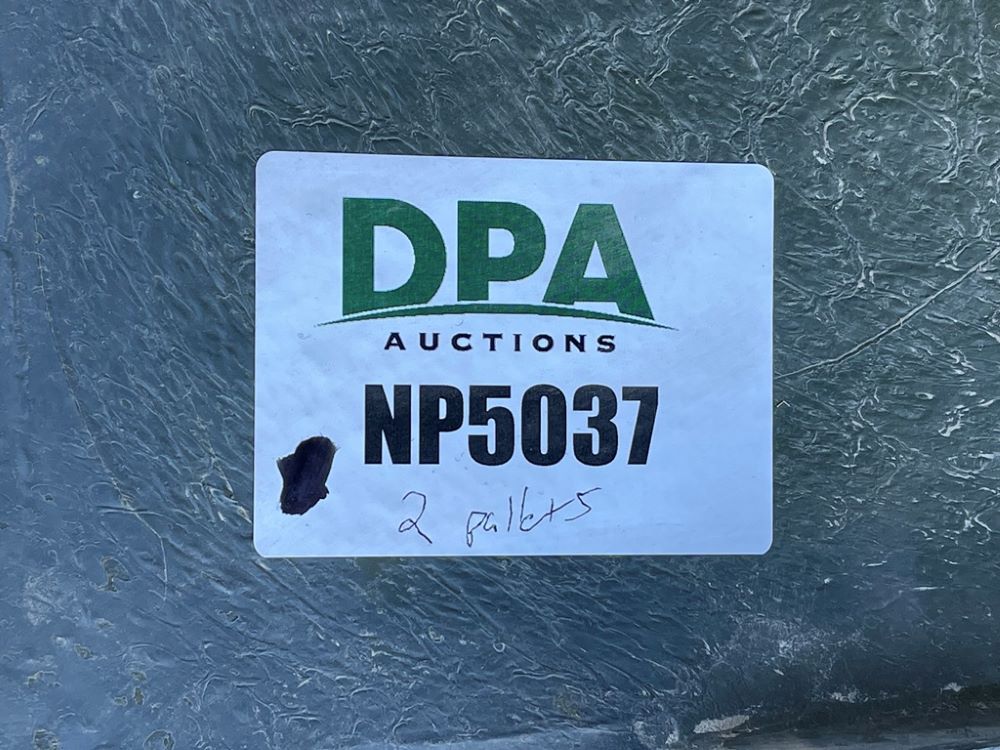 DPA
AUCTIONS
NP5037
2 pallets